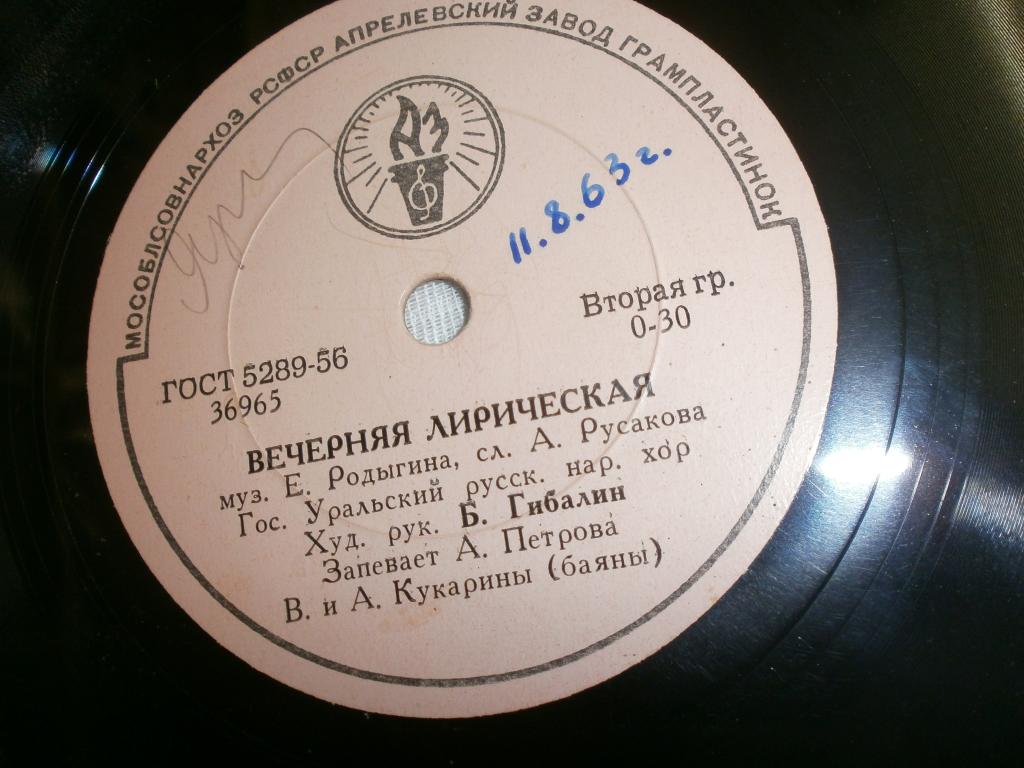 МОСОБЛСОВНАРХОЗ РСФСР АПРЕЛЕВСКИЙ ЗАВОД ГРАМПЛАСТИНОК
АЗ
11.8.63 г.
Вторая гр.
0-30
ГОСТ 5289-56
36965
ВЕЧЕРНЯЯ ЛИРИЧЕСКАЯ
муз. Е. Родыгина, сл. А. Русакова
Гос. Уральский русск. нар. хор
Худ. рук. Б. Гибалин
Запевает А. Петрова
В. и А. Кукарины (баяны)